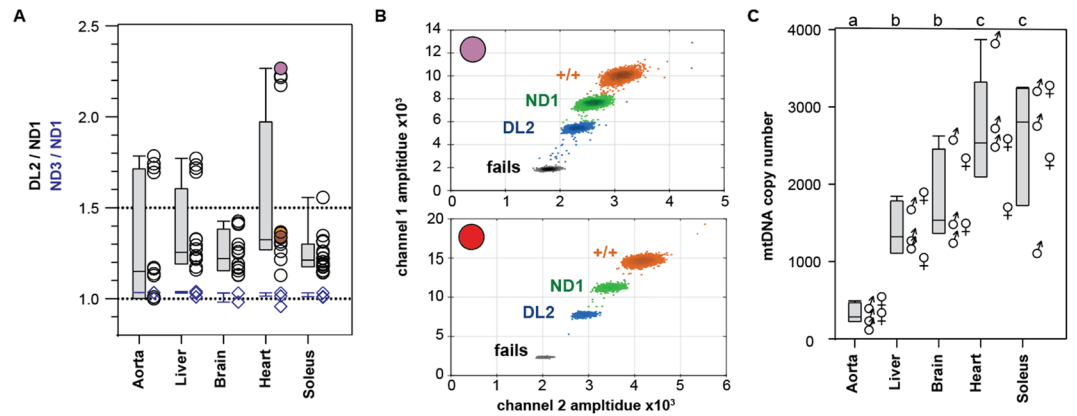 A
DL2 / ND1
ND3 / ND1
2.5
2.0
1.5
1.0
Aorta
Liver
Brain
Heart
Soleus
B
channel 1 ampltidue x10³
14
12
10
8
6
4
2
0
+/+
ND1
DL2
fails
0
1
2
3
4
5
20
15
10
5
0
+/+
ND1
DL2
fails
0
1
2
3
4
5
6
channel 2 ampltidue x10³
C
a b b c c
mtDNA copy number
4000
3000
2000
1000
0
♂
♂ ♀
♂
♂ ♀
♂ ♀
♀
♂
Aorta
Liver
Brain
Heart
Soleus